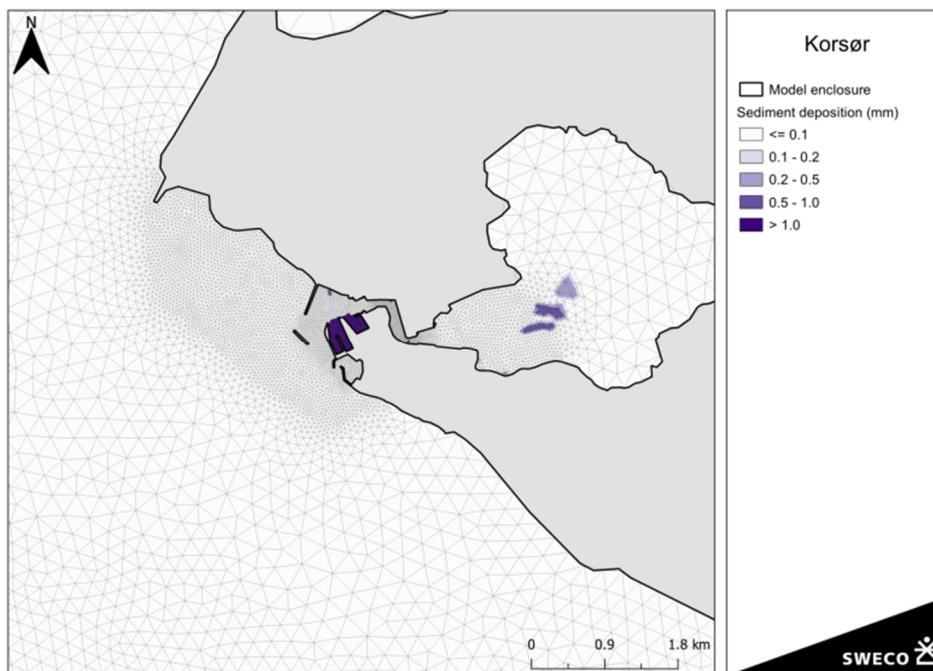 N
Korsør
Model enclosure
Sediment deposition (mm)
<= 0.1
0.1 - 0.2
0.2 - 0.5
0.5 - 1.0
> 1.0
0 0.9 1.8 km
SWECO